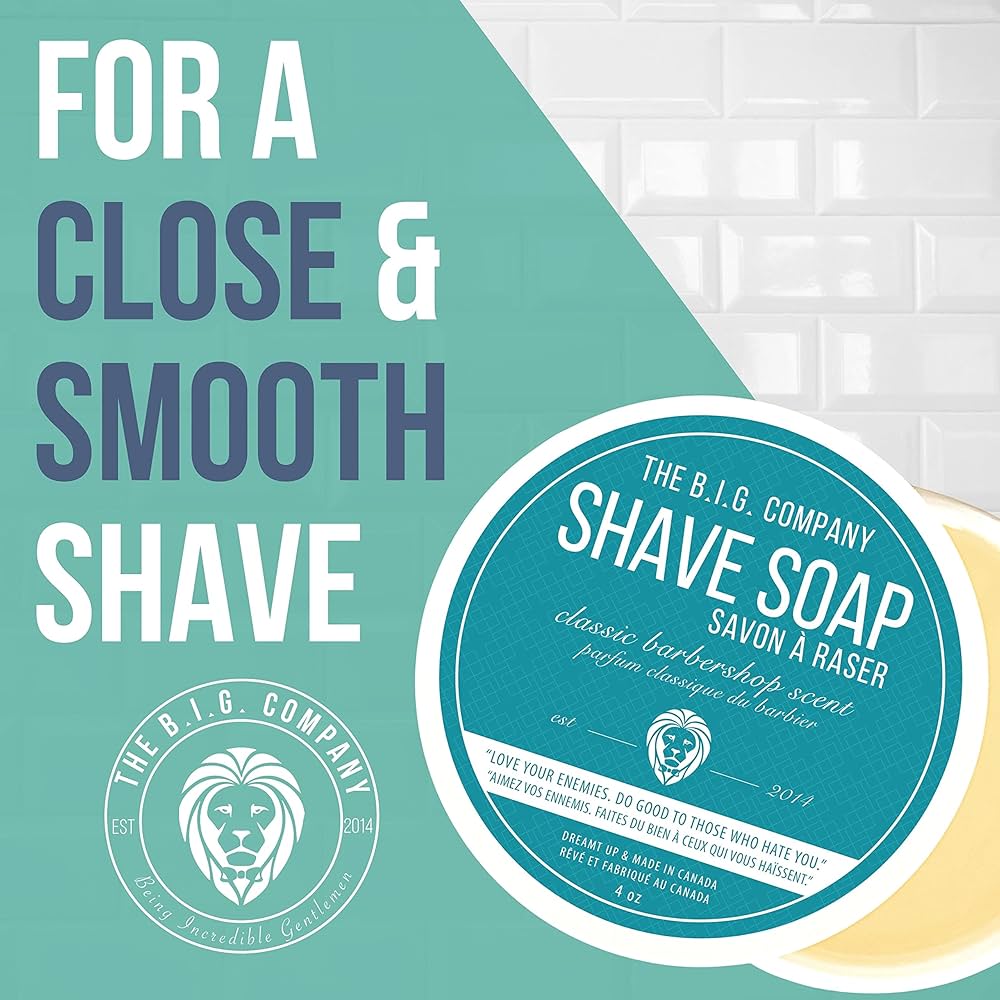 FOR A
CLOSE &
SMOOTH
SHAVE
THE B.I.G. COMPANY
EST 2014
Being Incredible Gentlemen
THE B.I.G. COMPANY
SHAVE SOAP
SAVON À RASER
classic barbershop scent
parfum classique du barbier
est 2014
"LOVE YOUR ENEMIES. DO GOOD TO THOSE WHO HATE YOU."
"AIMEZ VOS ENNEMIS. FAITES DU BIEN À CEUX QUI VOUS HAÏSSENT."
DREAMT UP & MADE IN CANADA
RÊVÉ ET FABRIQUÉ AU CANADA
4 oz